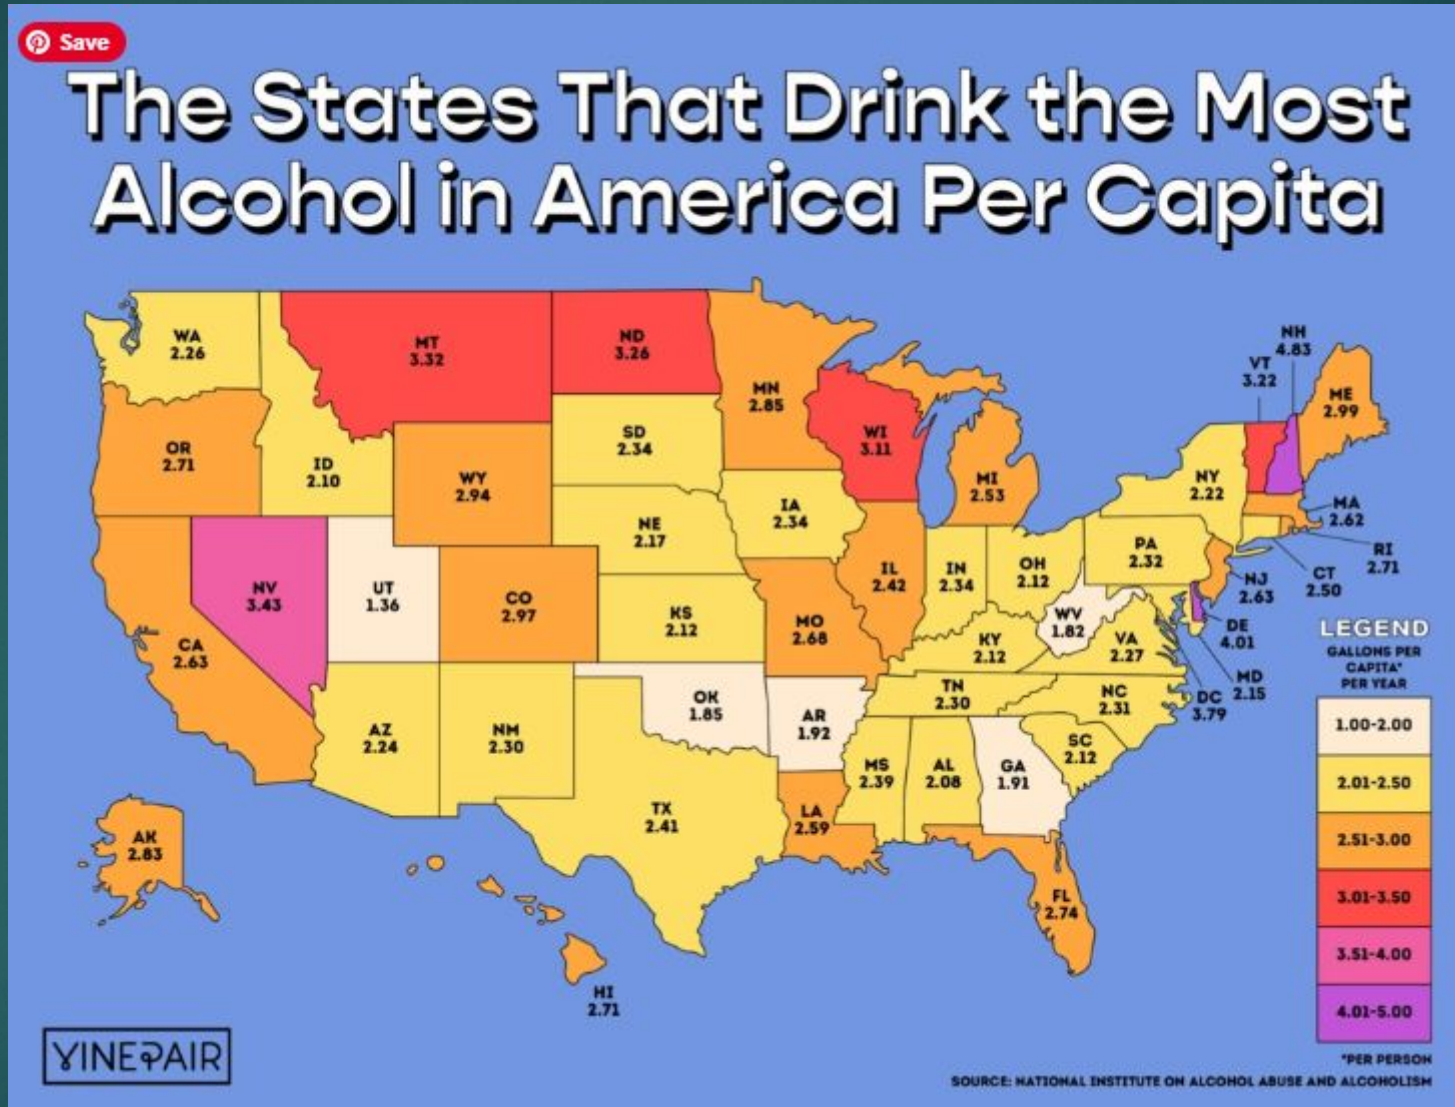 Save
The States That Drink the Most
Alcohol in America Per Capita
WA
2.26
MT
3.32
ND
3.26
MN
2.85
NH
4.83
VT
3.22
ME
2.99
OR
2.71
ID
2.10
WY
2.94
SD
2.34
WI
3.11
MI
2.53
NY
2.22
MA
2.62
RI
2.71
CT
2.50
NJ
2.63
NV
3.43
UT
1.36
CO
2.97
NE
2.17
IA
2.34
IL
2.42
IN
2.34
OH
2.12
PA
2.32
DE
4.01
MD
2.15
DC
3.79
CA
2.63
KS
2.12
MO
2.68
KY
2.12
WV
1.82
VA
2.27
AZ
2.24
NM
2.30
OK
1.85
AR
1.92
TN
2.30
NC
2.31
SC
2.12
TX
2.41
LA
2.59
MS
2.39
AL
2.08
GA
1.91
FL
2.74
AK
2.83
HI
2.71
LEGEND
GALLONS PER
CAPITA*
PER YEAR
1.00-2.00
2.01-2.50
2.51-3.00
3.01-3.50
3.51-4.00
4.01-5.00
*PER PERSON
SOURCE: NATIONAL INSTITUTE ON ALCOHOL ABUSE AND ALCOHOLISM
VINEPAIR